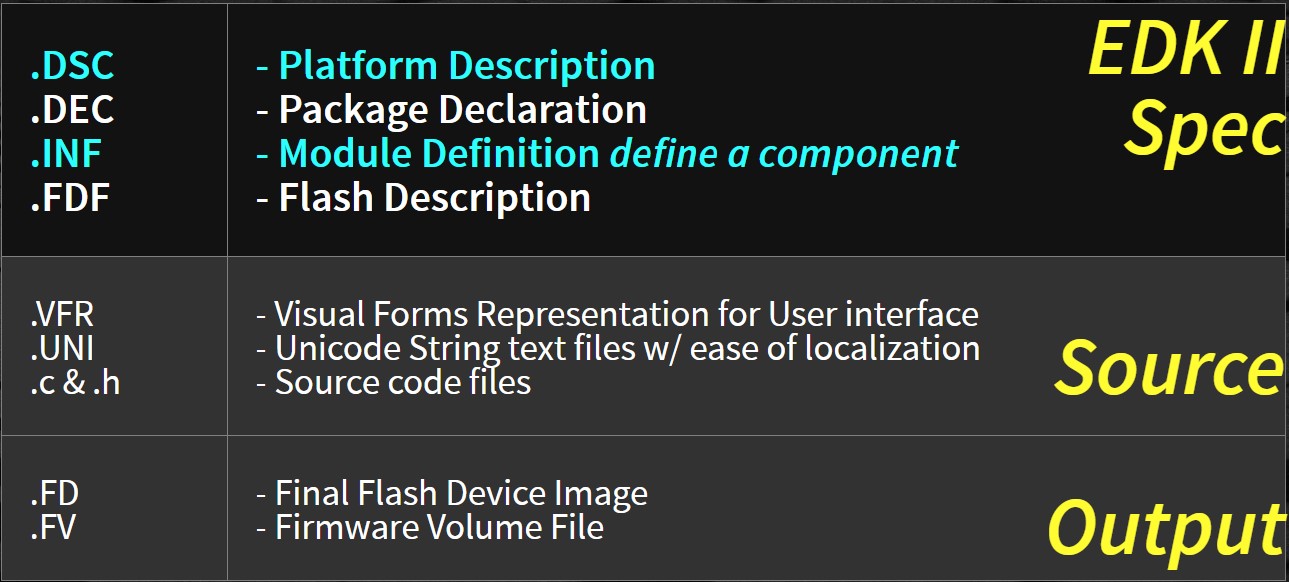 .DSC - Platform Description
.DEC - Package Declaration
.INF - Module Definition define a component
.FDF - Flash Description
EDK II
Spec
.VFR - Visual Forms Representation for User interface
.UNI - Unicode String text files w/ ease of localization
.c & .h - Source code files
Source
.FD - Final Flash Device Image
.FV - Firmware Volume File
Output